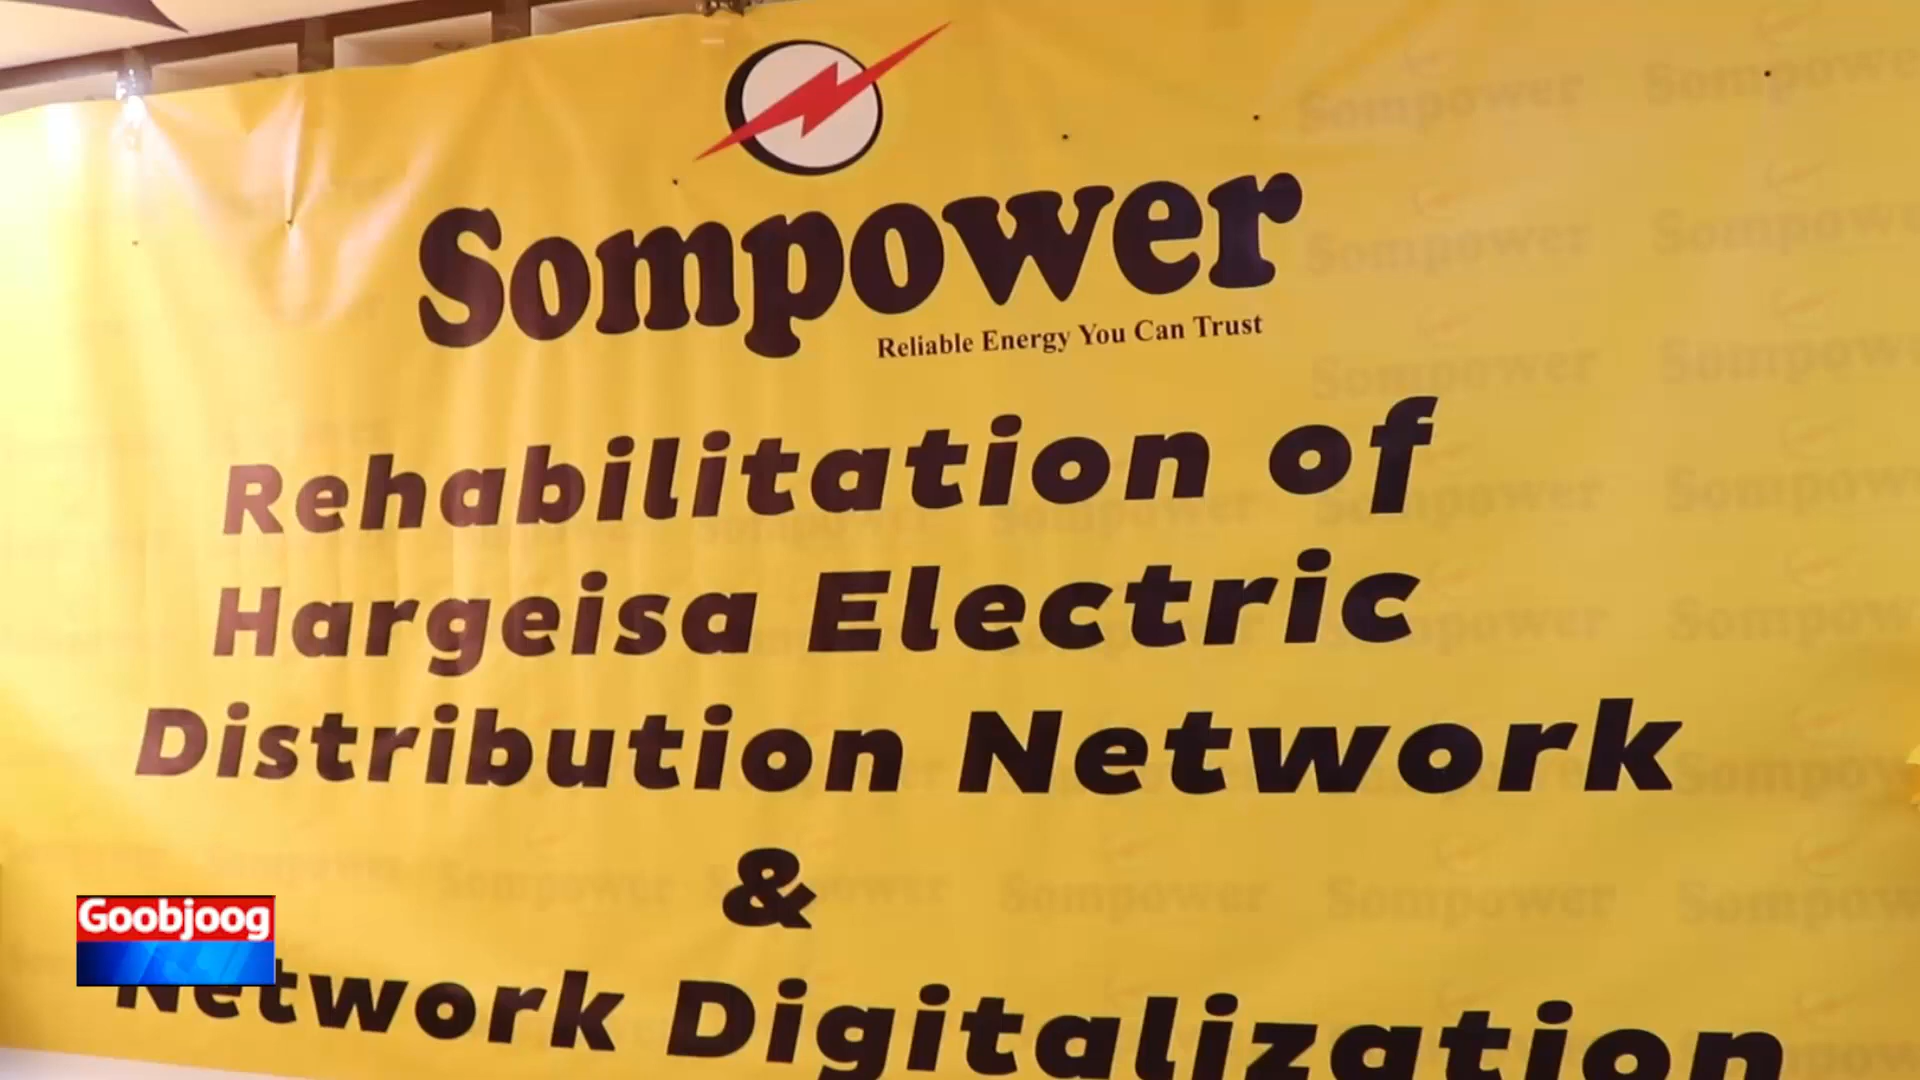 Sompower
Reliable Energy You Can Trust
Rehabilitation of
Hargeisa Electric
Distribution Network
&
Network Digitalization
Goobjoog